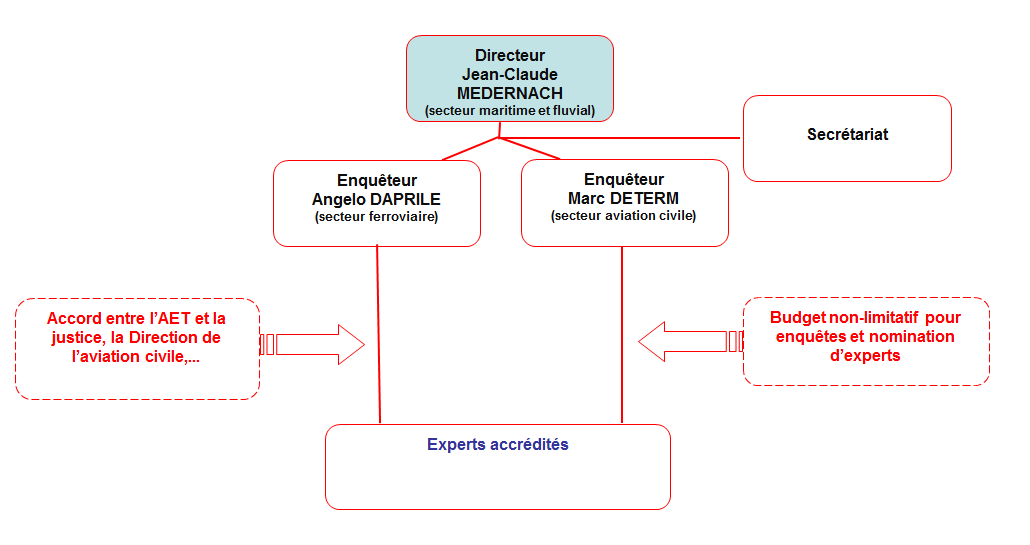 Directeur
Jean-Claude
MEDERNACH
(secteur maritime et fluvial)
Secrétariat
Enquêteur
Angelo DAPRILE
(secteur ferroviaire)
Enquêteur
Marc DETERM
(secteur aviation civile)
Accord entre l’AET et la
justice, la Direction de
l’aviation civile,...
Budget non-limitatif pour
enquêtes et nomination
d’experts
Experts accrédités